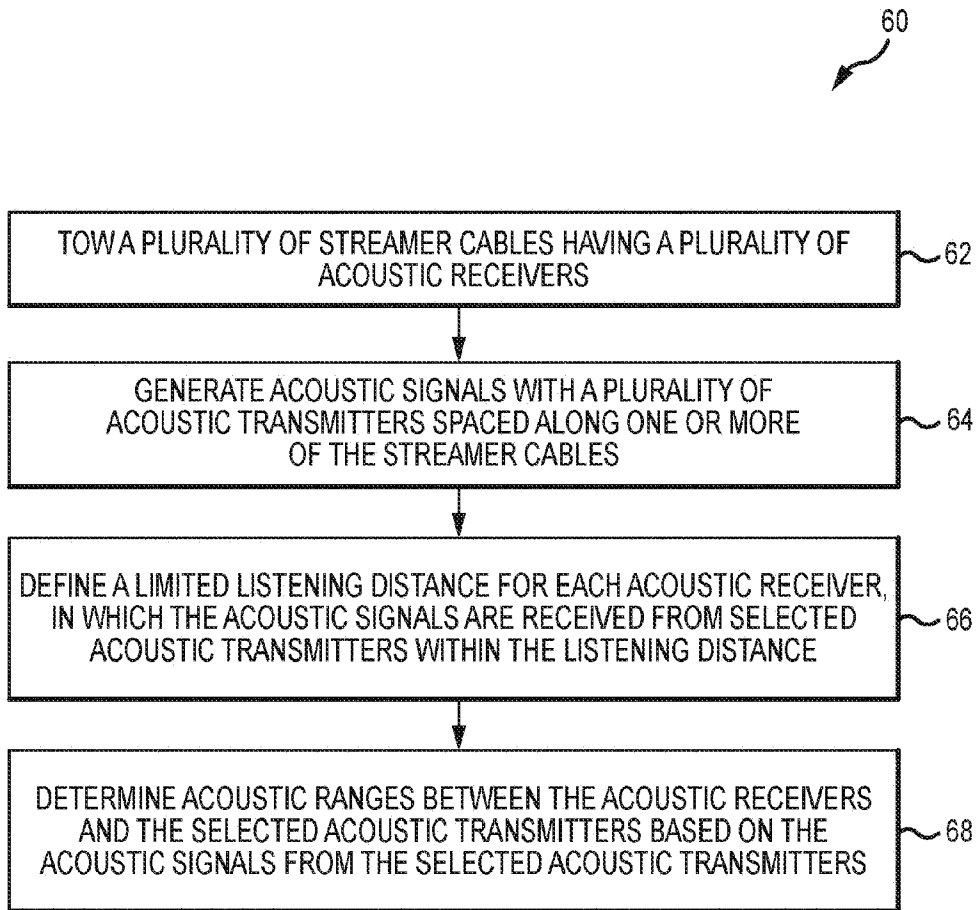 60
TOW A PLURALITY OF STREAMER CABLES HAVING A PLURALITY OF
ACOUSTIC RECEIVERS
62
GENERATE ACOUSTIC SIGNALS WITH A PLURALITY OF
ACOUSTIC TRANSMITTERS SPACED ALONG ONE OR MORE
OF THE STREAMER CABLES
64
DEFINE A LIMITED LISTENING DISTANCE FOR EACH ACOUSTIC RECEIVER,
IN WHICH THE ACOUSTIC SIGNALS ARE RECEIVED FROM SELECTED
ACOUSTIC TRANSMITTERS WITHIN THE LISTENING DISTANCE
66
DETERMINE ACOUSTIC RANGES BETWEEN THE ACOUSTIC RECEIVERS
AND THE SELECTED ACOUSTIC TRANSMITTERS BASED ON THE
ACOUSTIC SIGNALS FROM THE SELECTED ACOUSTIC TRANSMITTERS
68